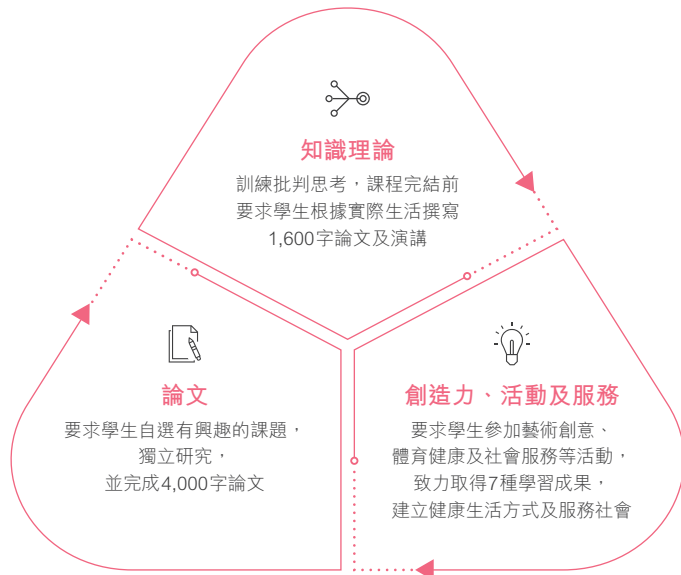 知識理論
訓練批判思考，課程完結前
要求學生根據實際生活撰寫
1,600字論文及演講
論文
要求學生自選有興趣的課題，
獨立研究，
並完成4,000字論文
創造力、活動及服務
要求學生參加藝術創意、
體育健康及社會服務等活動，
致力取得7種學習成果，
建立健康生活方式及服務社會